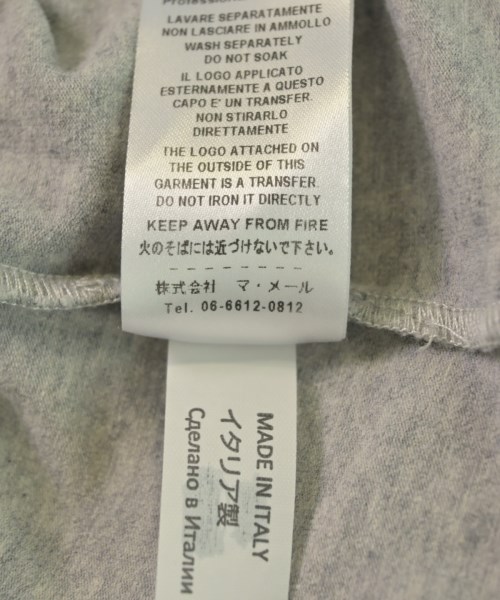 Professional
LAVARE SEPARATAMENTE
NON LASCIARE IN AMMOLLO
WASH SEPARATELY
DO NOT SOAK
IL LOGO APPLICATO
ESTERNAMENTE A QUESTO
CAPO E' UN TRANSFER.
NON STIRARLO
DIRETTAMENTE
THE LOGO ATTACHED ON
THE OUTSIDE OF THIS
GARMENT IS A TRANSFER.
DO NOT IRON IT DIRECTLY
KEEP AWAY FROM FIRE
火のそばには近づけないで下さい。
株式会社 マ・メール
Tel. 06-6612-0812
MADE IN ITALY
イタリア製
Сделано в Италии